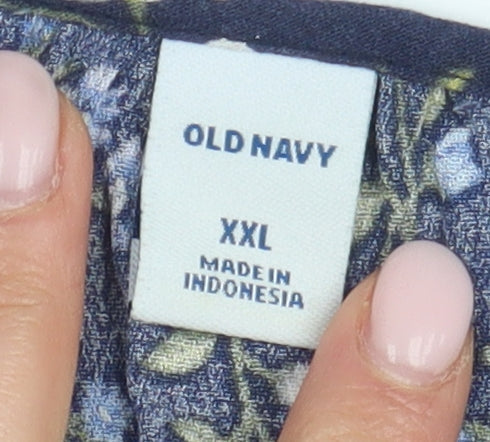 OLD NAVY
XXL
MADE IN
INDONESIA